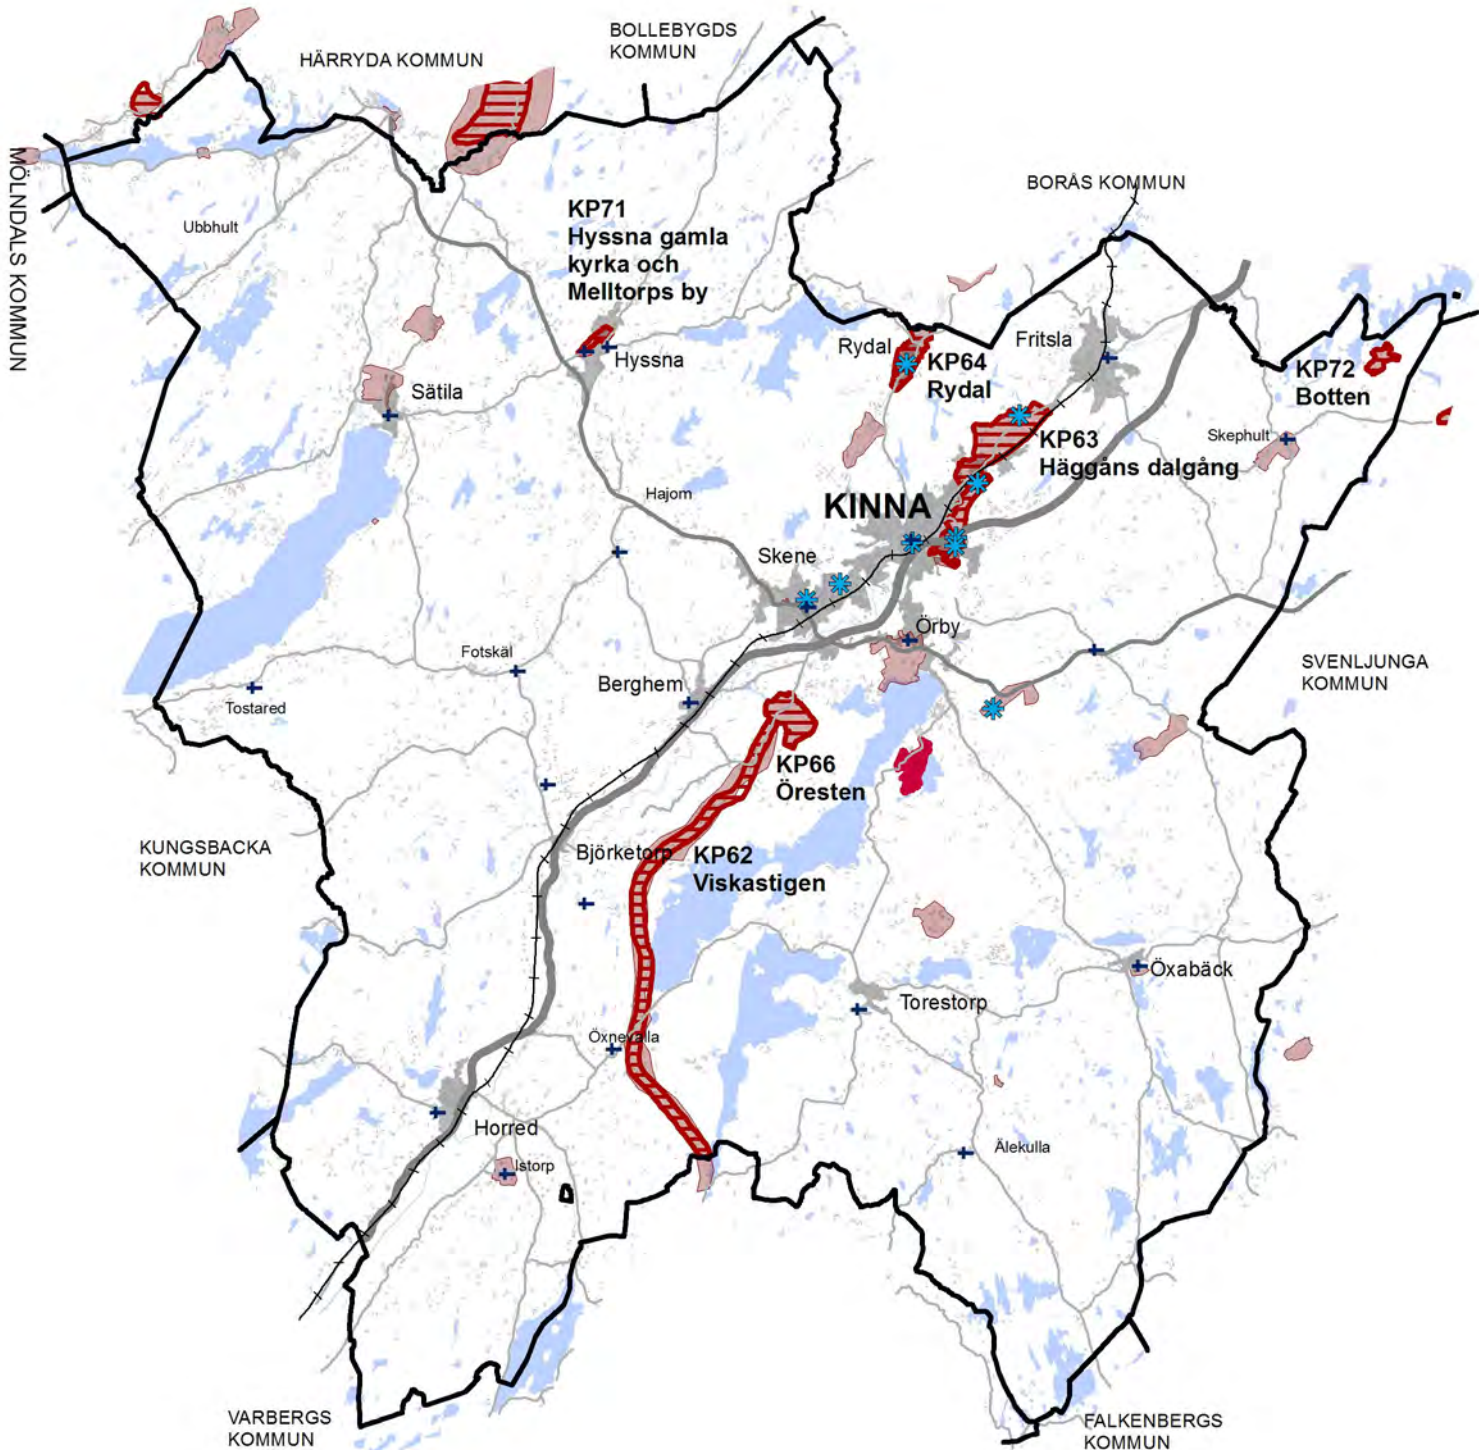 BOLLEBYGDS
KOMMUN
HÄRRYDA KOMMUN
MÖLNDALS KOMMUN
BORÅS KOMMUN
KP71
Hyssna gamla
kyrka och
Melltorps by
Ubbhult
Hyssna
Rydal
Fritsla
KP64
Rydal
KP72
Botten
Sätila
KP63
Häggåns dalgång
Skephult
Hajom
KINNA
Skene
Örby
Fotskäl
Berghem
SVENLJUNGA
KOMMUN
Tostared
KP66
Öresten
KUNGSBACKA
KOMMUN
Björketorp
KP62
Viskastigen
Öxabäck
Torestorp
Öxnevalla
Horred
Älekulla
Istorp
VARBERGS
KOMMUN
FALKENBERGS
KOMMUN